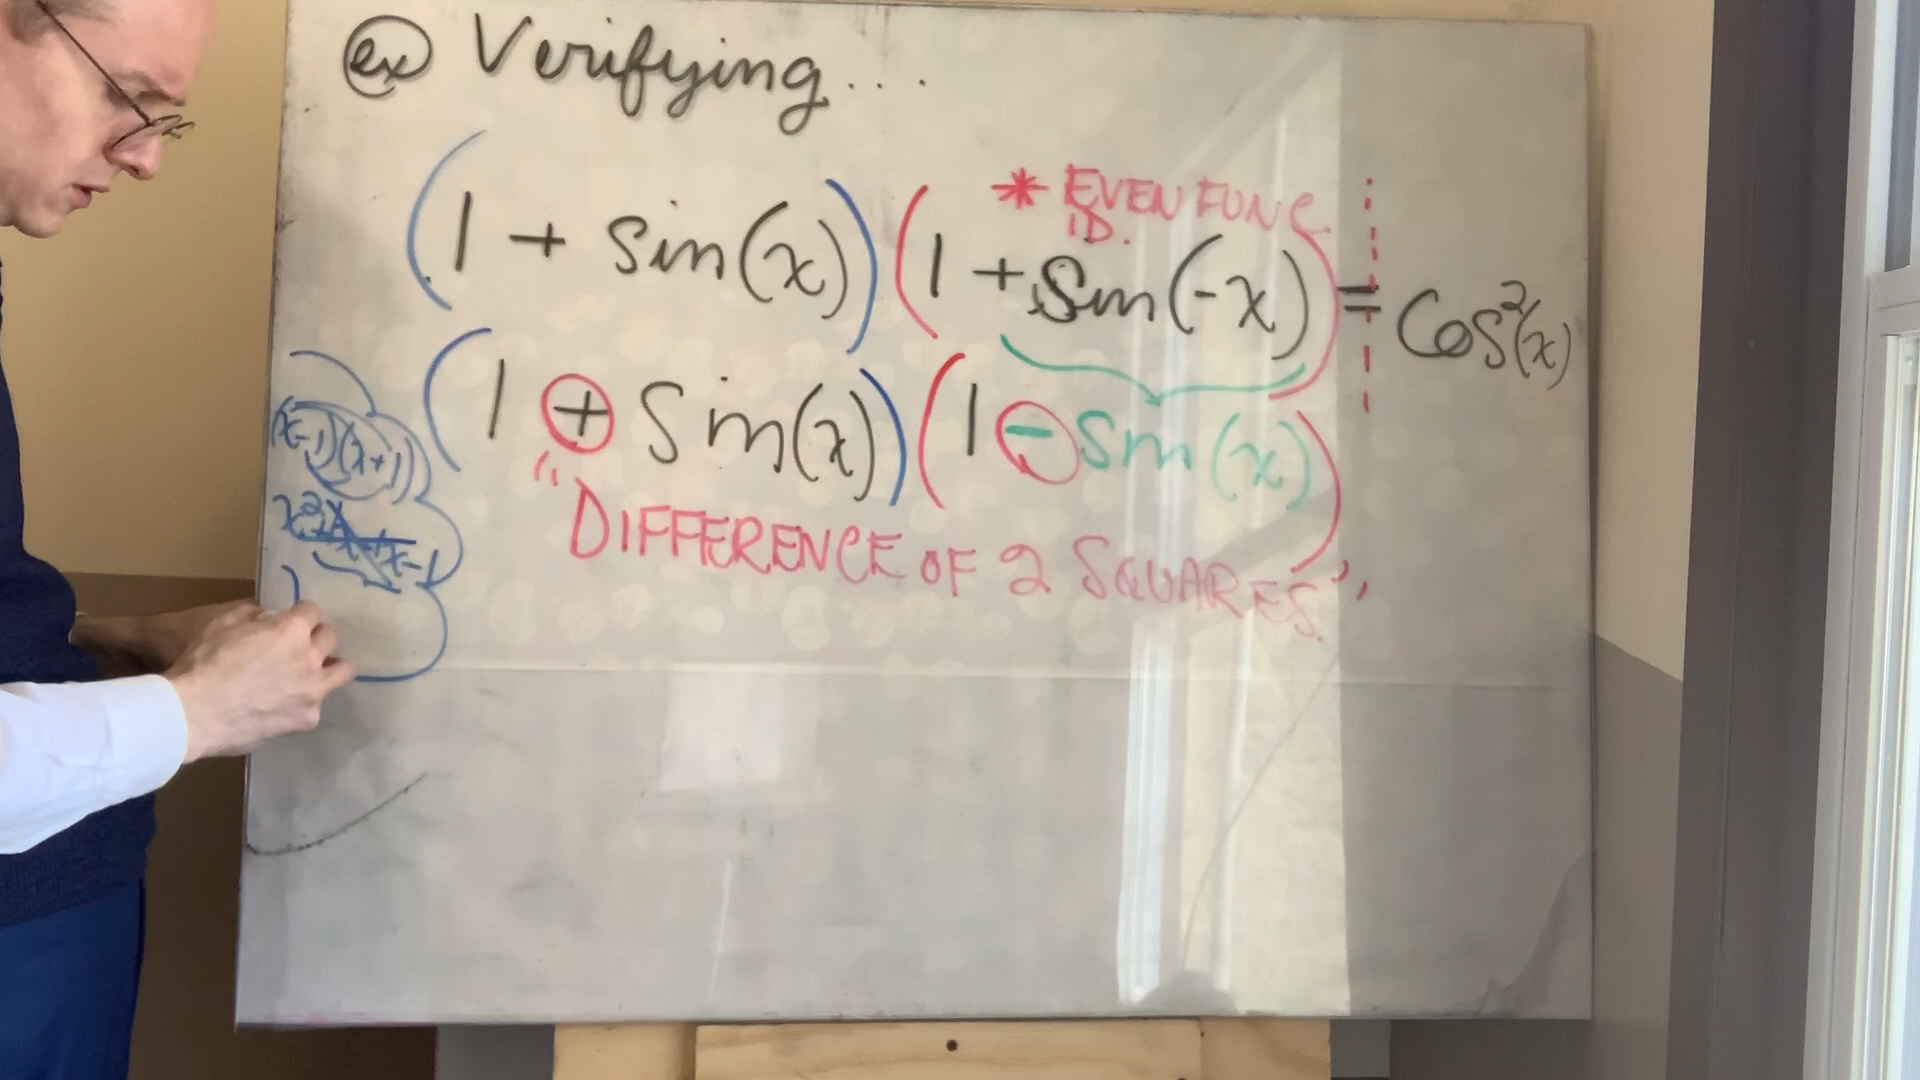 ex Verifying...
* EVEN FUNC
ID.
(1 + sin(x))(1 + sin(-x)) = cos²(x)
(1 + sin(x))(1 - sin(x))
"DIFFERENCE OF 2 SQUARES."
(x-1)(x+1)